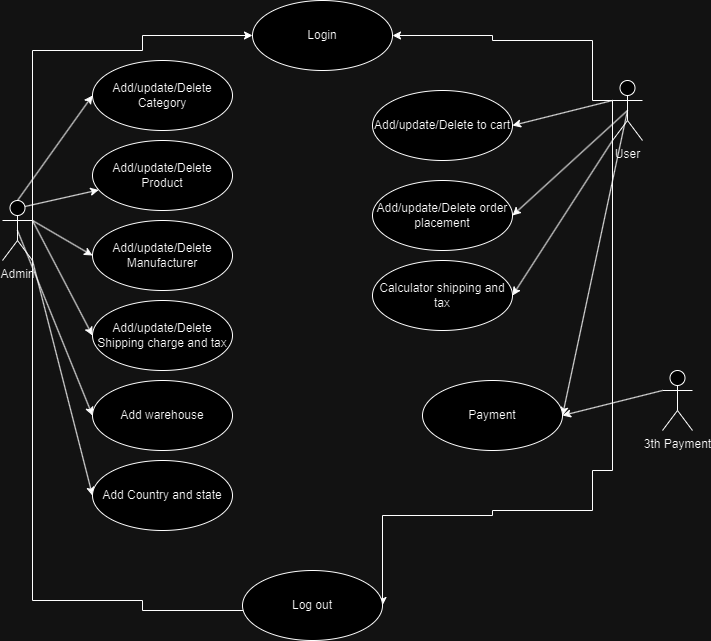 Login
Add/update/Delete
Category
Add/update/Delete to cart
User
Add/update/Delete
Product
Add/update/Delete order
placement
Admin
Add/update/Delete
Manufacturer
Calculator shipping and
tax
Add/update/Delete
Shipping charge and tax
Add warehouse
Payment
3th Payment
Add Country and state
Log out